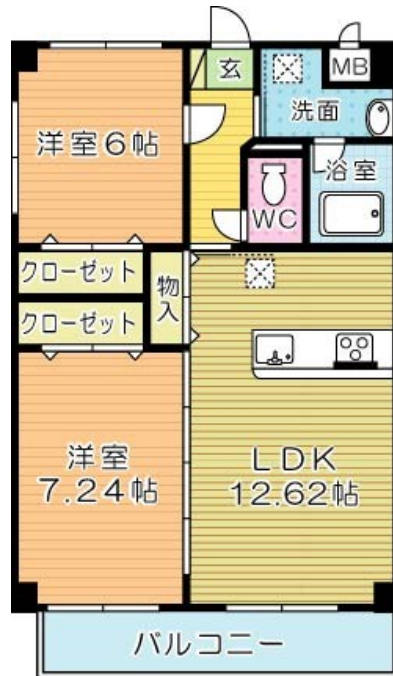 玄
MB
洗面
洋室6帖
浴室
WC
クローゼット
物入
クローゼット
洋室
7.24帖
LDK
12.62帖
バルコニー